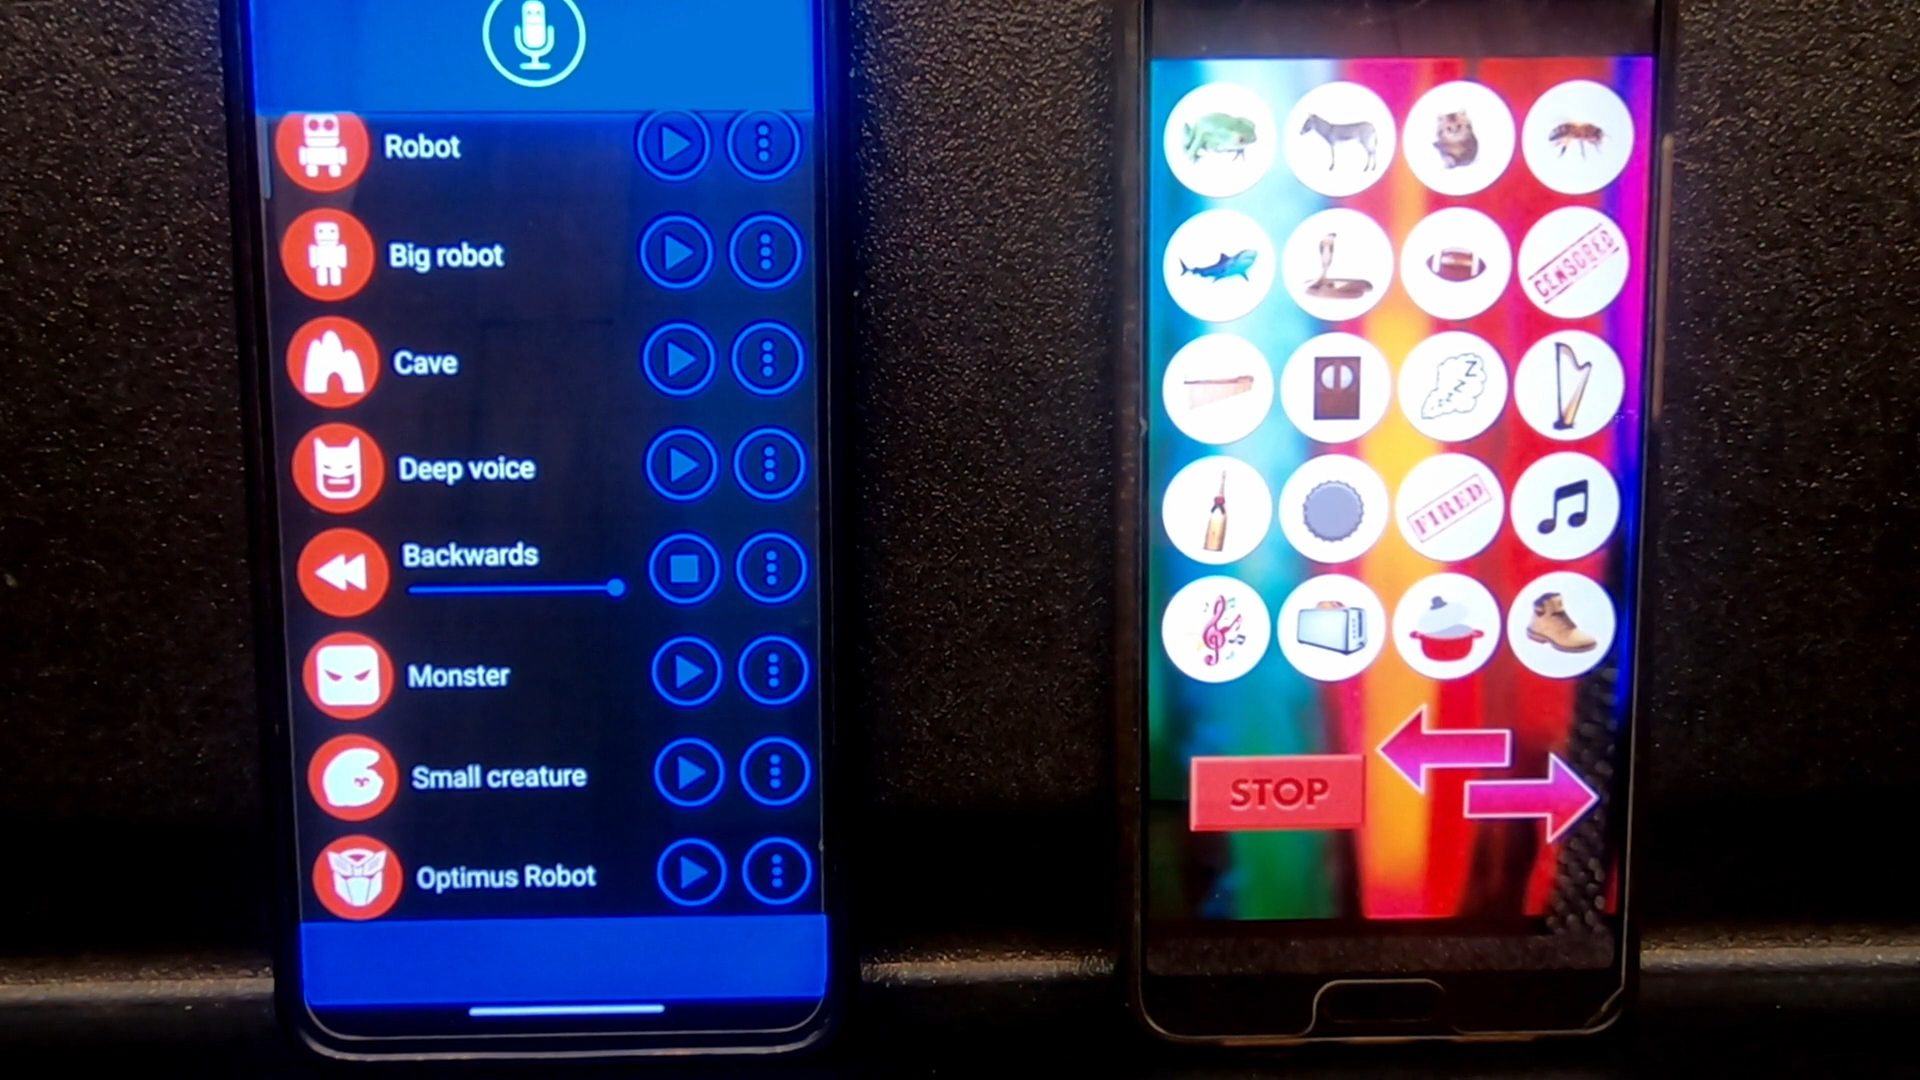 Robot
Big robot
Cave
Deep voice
Backwards
Monster
Small creature
Optimus Robot
CENSORED
Z Z Z Z
FIRED
STOP